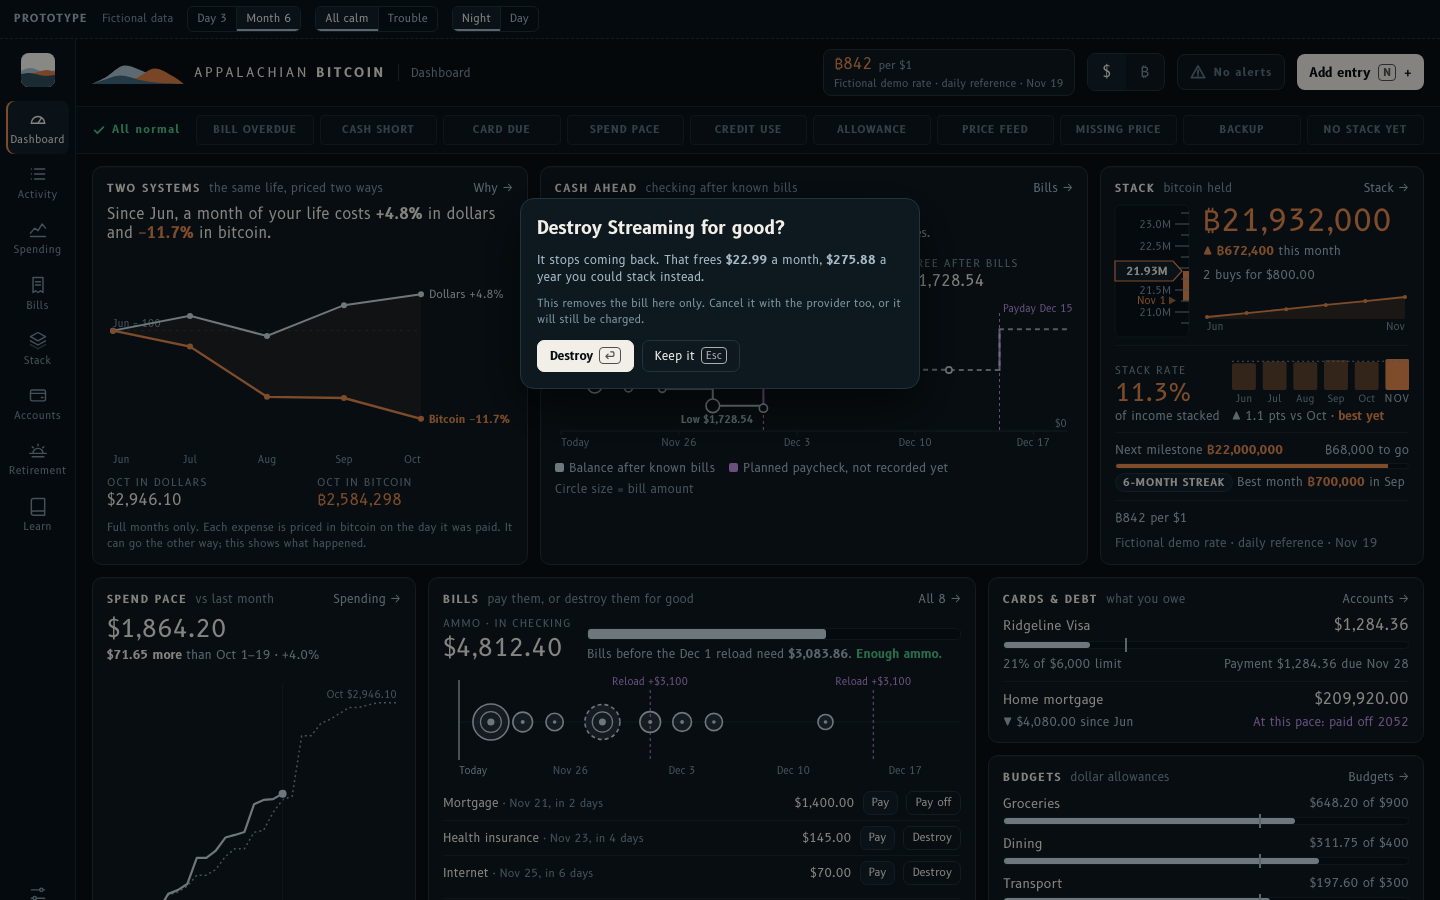 PROTOTYPE Fictional data Day 3 Month 6 All calm Trouble Night Day
APPALACHIAN BITCOIN Dashboard
฿842 per $1
Fictional demo rate · daily reference · Nov 19
$ ฿ No alerts Add entry N +
All normal BILL OVERDUE CASH SHORT CARD DUE SPEND PACE CREDIT USE ALLOWANCE PRICE FEED MISSING PRICE BACKUP NO STACK YET
Dashboard
Activity
Spending
Bills
Stack
Accounts
Retirement
Learn
TWO SYSTEMS the same life, priced two ways Why →
Since Jun, a month of your life costs +4.8% in dollars
and −11.7% in bitcoin.
Jun = 100
Dollars +4.8%
Bitcoin −11.7%
Jun Jul Aug Sep Oct
OCT IN DOLLARS OCT IN BITCOIN
$2,946.10 ฿2,584,298
Full months only. Each expense is priced in bitcoin on the day it was paid. It
can go the other way; this shows what happened.
CASH AHEAD checking after known bills Bills →
Destroy Streaming for good?
It stops coming back. That frees $22.99 a month, $275.88 a
year you could stack instead.
This removes the bill here only. Cancel it with the provider too, or it
will still be charged.
Destroy ⏎ Keep it Esc
es.
REE AFTER BILLS
1,728.54
Payday Dec 15
Low $1,728.54
$0
Today Nov 26 Dec 3 Dec 10 Dec 17
Balance after known bills Planned paycheck, not recorded yet
Circle size = bill amount
STACK bitcoin held Stack →
23.0M
22.5M
21.93M
21.5M
Nov 1
21.0M
฿21,932,000
▲ ฿672,400 this month
2 buys for $800.00
Jun Nov
STACK RATE
11.3%
of income stacked
Jun Jul Aug Sep Oct NOV
▲ 1.1 pts vs Oct · best yet
Next milestone ฿22,000,000 ฿68,000 to go
6-MONTH STREAK Best month ฿700,000 in Sep
฿842 per $1
Fictional demo rate · daily reference · Nov 19
SPEND PACE vs last month Spending →
$1,864.20
$71.65 more than Oct 1–19 · +4.0%
Oct $2,946.10
BILLS pay them, or destroy them for good All 8 →
AMMO · IN CHECKING
$4,812.40
Bills before the Dec 1 reload need $3,083.86. Enough ammo.
Reload +$3,100 Reload +$3,100
Today Nov 26 Dec 3 Dec 10 Dec 17
Mortgage · Nov 21, in 2 days $1,400.00 Pay Pay off
Health insurance · Nov 23, in 4 days $145.00 Pay Destroy
Internet · Nov 25, in 6 days $70.00 Pay Destroy
CARDS & DEBT what you owe Accounts →
Ridgeline Visa $1,284.36
21% of $6,000 limit Payment $1,284.36 due Nov 28
Home mortgage $209,920.00
▼ $4,080.00 since Jun At this pace: paid off 2052
BUDGETS dollar allowances Budgets →
Groceries $648.20 of $900
Dining $311.75 of $400
Transport $197.60 of $300